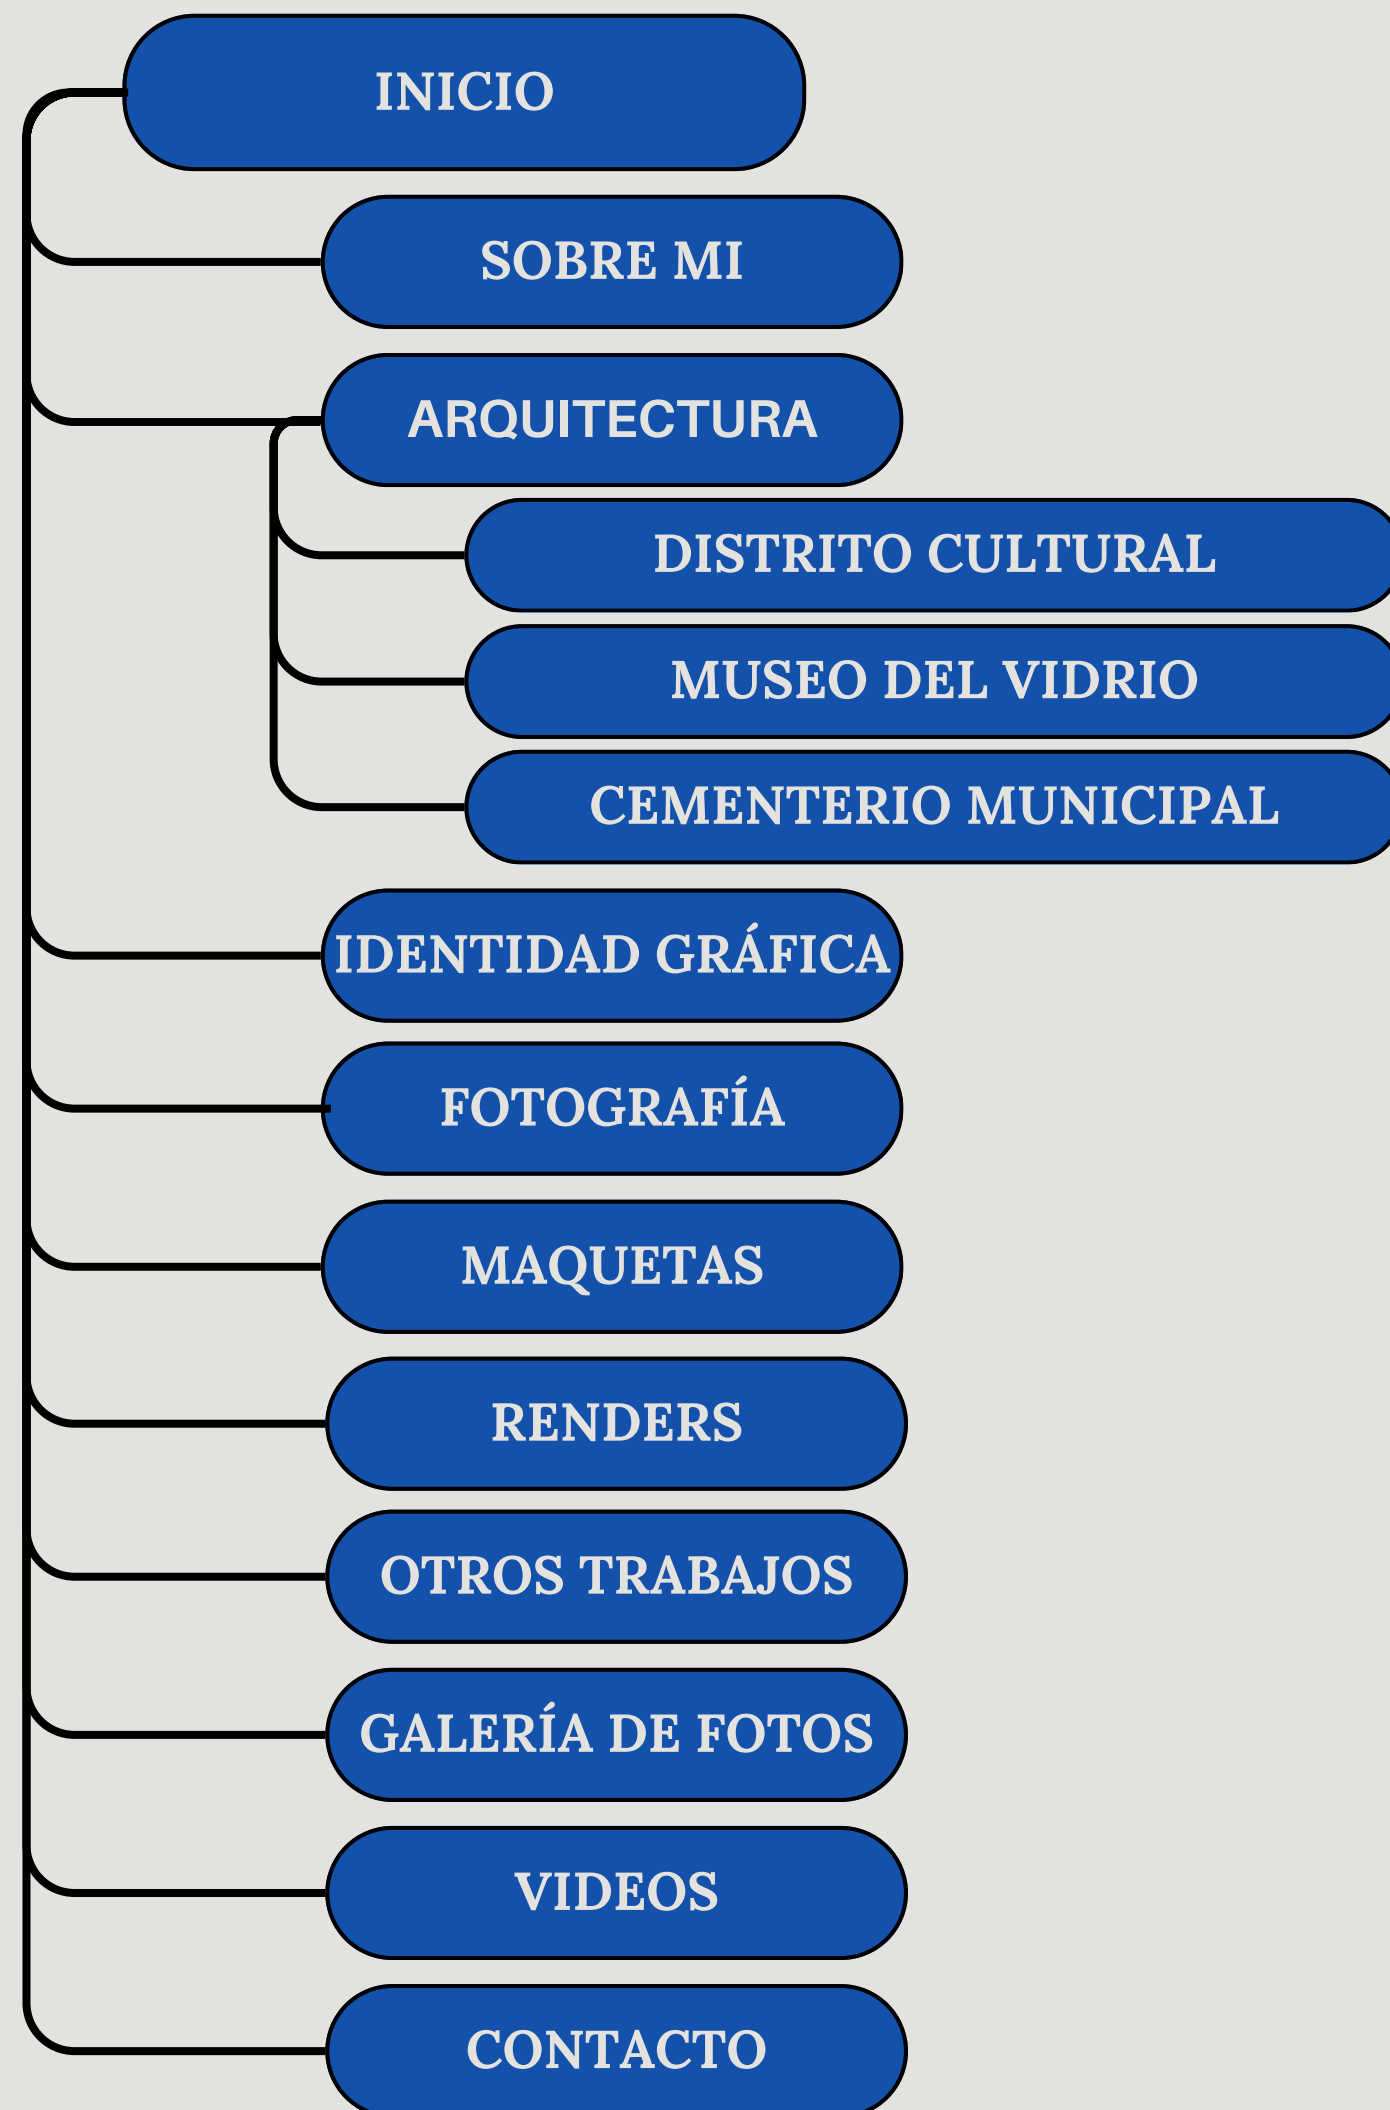 INICIO
SOBRE MI
ARQUITECTURA
DISTRITO CULTURAL
MUSEO DEL VIDRIO
CEMENTERIO MUNICIPAL
IDENTIDAD GRÁFICA
FOTOGRAFÍA
MAQUETAS
RENDERS
OTROS TRABAJOS
GALERÍA DE FOTOS
VIDEOS
CONTACTO